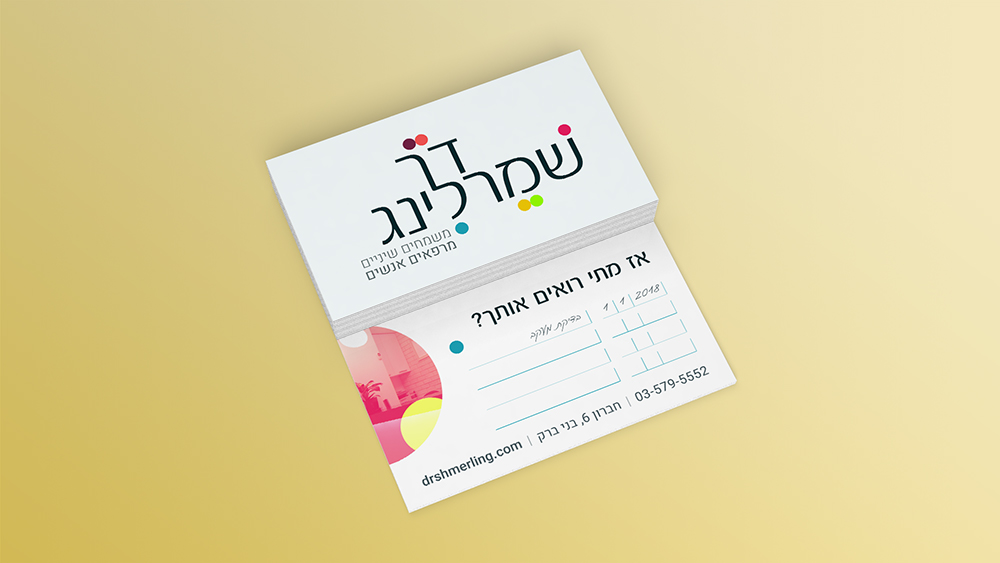 ד"ר
שמרלינג
משמחים שיניים
מרפאים אנשים
אז מתי רואים אותך?
בדיקת מעקב 1 1 2018
drshmerling.com | חברון 6, בני ברק | 03-579-5552